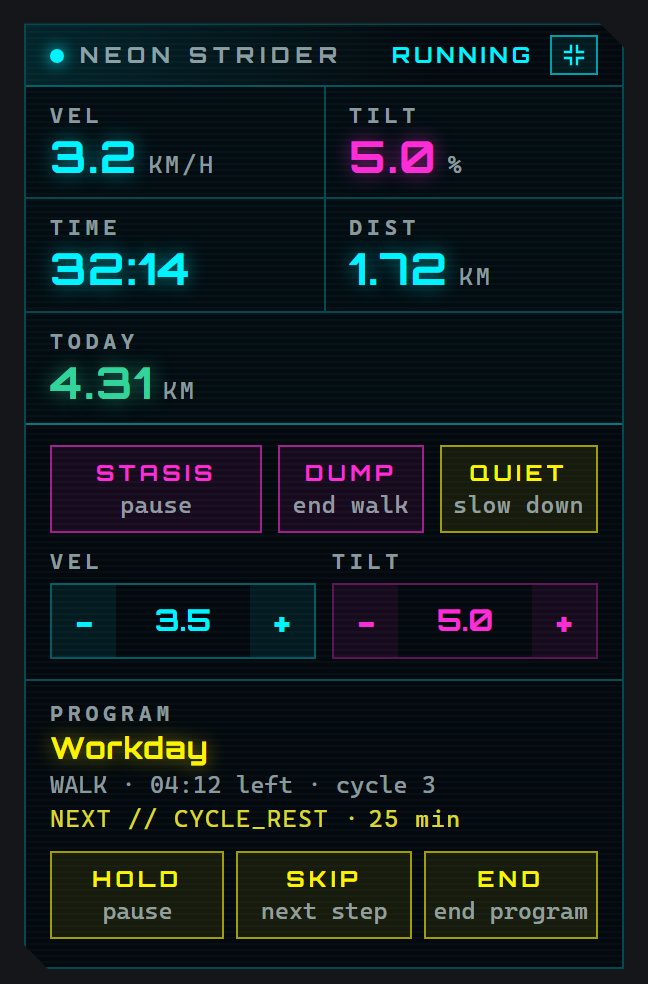 NEON STRIDER RUNNING
VEL TILT
3.2 KM/H 5.0 %
TIME DIST
32:14 1.72 KM
TODAY
4.31 KM
STASIS DUMP QUIET
pause end walk slow down
VEL TILT
- 3.5 + - 5.0 +
PROGRAM
Workday
WALK · 04:12 left · cycle 3
NEXT // CYCLE_REST · 25 min
HOLD SKIP END
pause next step end program